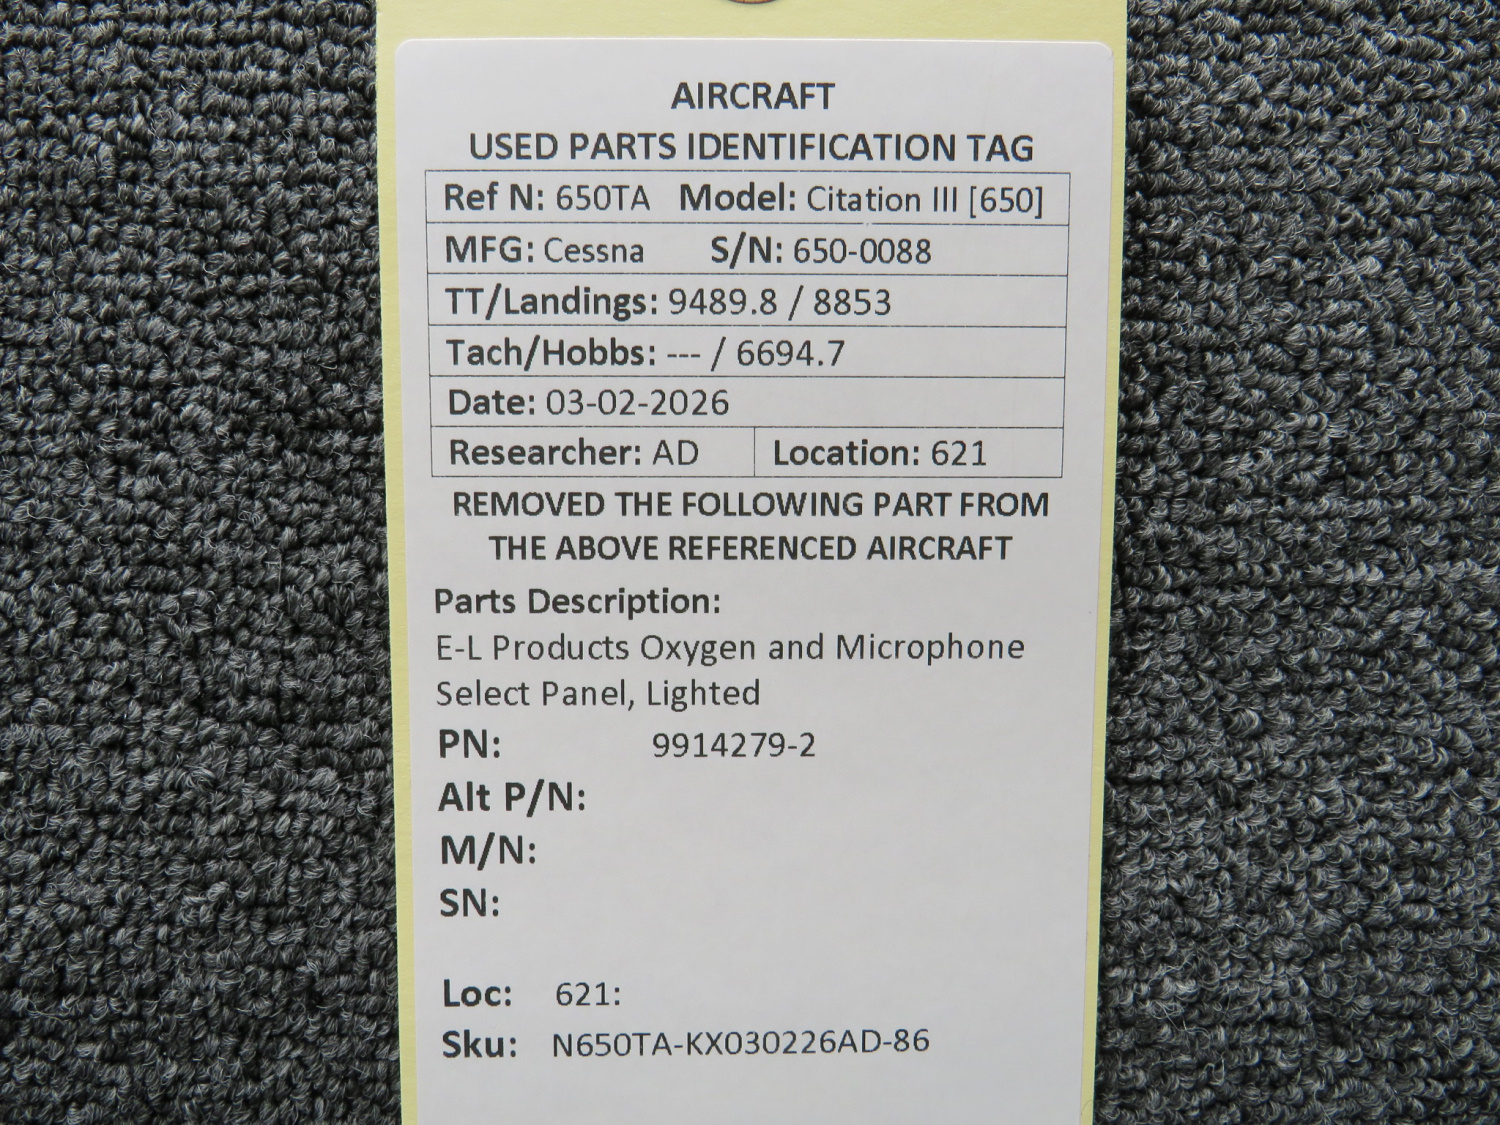 AIRCRAFT
USED PARTS IDENTIFICATION TAG
Ref N: 650TA Model: Citation III [650]
MFG: Cessna S/N: 650-0088
TT/Landings: 9489.8 / 8853
Tach/Hobbs: --- / 6694.7
Date: 03-02-2026
Researcher: AD Location: 621
REMOVED THE FOLLOWING PART FROM
THE ABOVE REFERENCED AIRCRAFT
Parts Description:
E-L Products Oxygen and Microphone
Select Panel, Lighted
PN: 9914279-2
Alt P/N:
M/N:
SN:
Loc: 621:
Sku: N650TA-KX030226AD-86